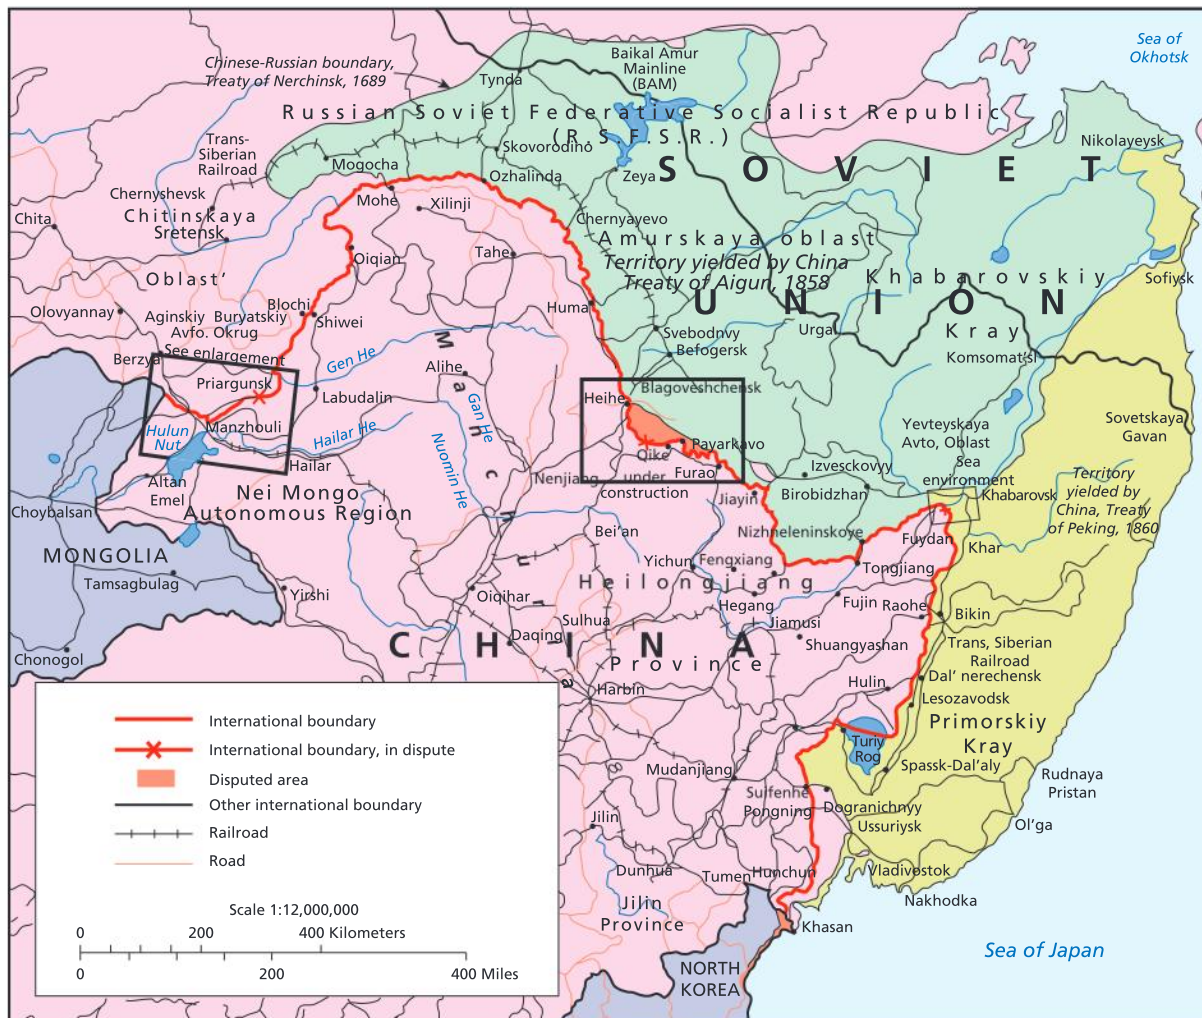 Sea of
Okhotsk
Chinese-Russian boundary,
Treaty of Nerchinsk, 1689
Baikal Amur
Mainline
(BAM)
Tynda
Russian Soviet Federative Socialist Republic
(R.S.F.S.R.)
Trans-
Siberian
Railroad
Mogocha
Skovorodino
Nikolayeysk
SOVIET
Ozhalinda
Zeya
Chernyshevsk
Mohe
Xilinji
Chita
Chitinskaya
Sretensk
Chernyayevo
Oqian
Tahe
Amurskaya oblast
Territory yielded by China
Treaty of Aigun, 1858
Khabarovskiy
Sofiysk
Oblast'
UNION
Blochi
Huma
Olovyannay
Aginskiy Buryatskiy
Avfo. Okrug
Shiwei
Svebodnvy
Urgal
Kray
Berzya
See enlargement
Gen He
Befogersk
Komsomat'sl
Manchuria
Alihe
Priargunsk
Labudalin
Gan He
Heihe
Blagoveshchensk
Hulun
Nut
Manzhouli
Hailar He
Nuomin He
Yevteyskaya
Avto, Oblast
Sovetskaya
Gavan
Payarkavo
Qike
Hailar
Furao
Izvesckovyy
Sea
environment
Territory
yielded by
China, Treaty
of Peking, 1860
Altan
Emel
Nei Mongo
Autonomous Region
Nenjiang
under
construction
Jiayin
Birobidzhan
Khabarovsk
Choybalsan
Bei'an
Nizhneleninskoye
Fuydan
Khar
MONGOLIA
Yichun
Fengxiang
Tamsagbulag
Heilongjiang
Tongjiang
Yirshi
Oiqihar
Hegang
Fujin
Raohe
Bikin
Sulhua
Jiamusi
Daqing
CHINA
Shuangyashan
Trans, Siberian
Railroad
Chonogol
Province
Dal' nerechensk
Harbin
Hulin
Lesozavodsk
Primorskiy
Kray
Turiy
Rog
Spassk-Dal'aly
Mudanjiang
Rudnaya
Pristan
Suifenhe
Pongning
Dogranichnyy
Ussuriysk
Ol'ga
Jilin
Dunhua
Tumen
Hunchun
Vladivostok
Nakhodka
Jilin
Province
Khasan
Sea of Japan
NORTH
KOREA
International boundary
International boundary, in dispute
Disputed area
Other international boundary
Railroad
Road
Scale 1:12,000,000
0 200 400 Kilometers
0 200 400 Miles